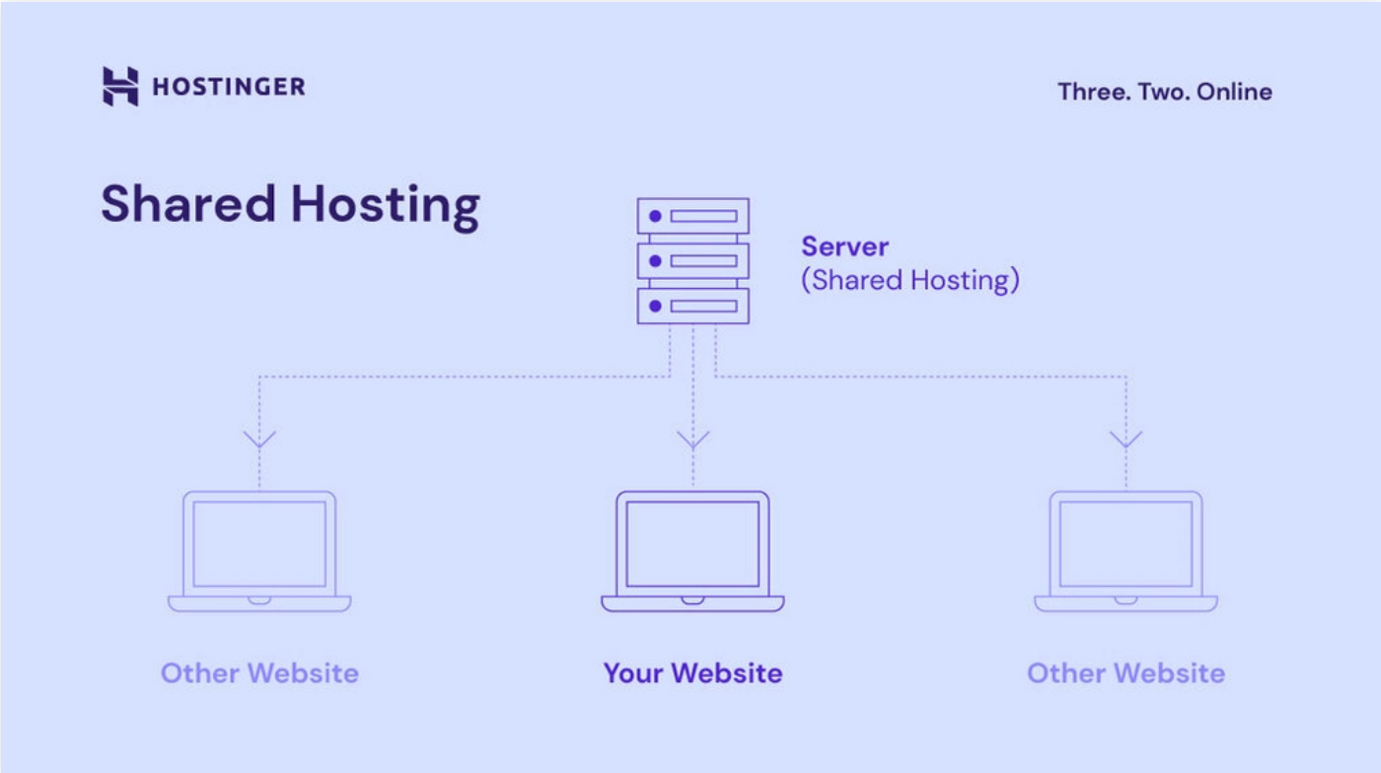 HOSTINGER
Three. Two. Online
Shared Hosting
Server
(Shared Hosting)
Other Website
Your Website
Other Website